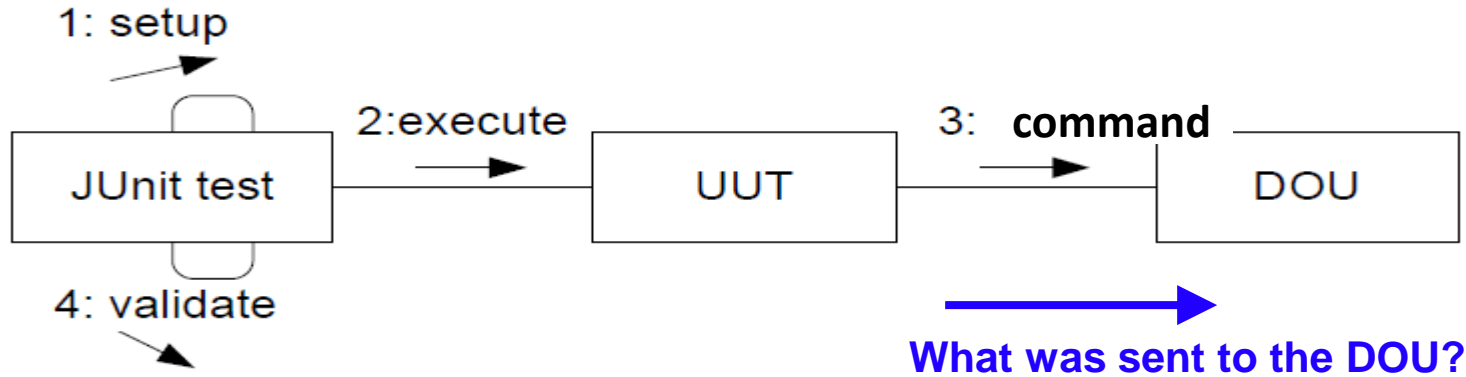 1: setup
2:execute
3: command
JUnit test
UUT
DOU
4: validate
What was sent to the DOU?